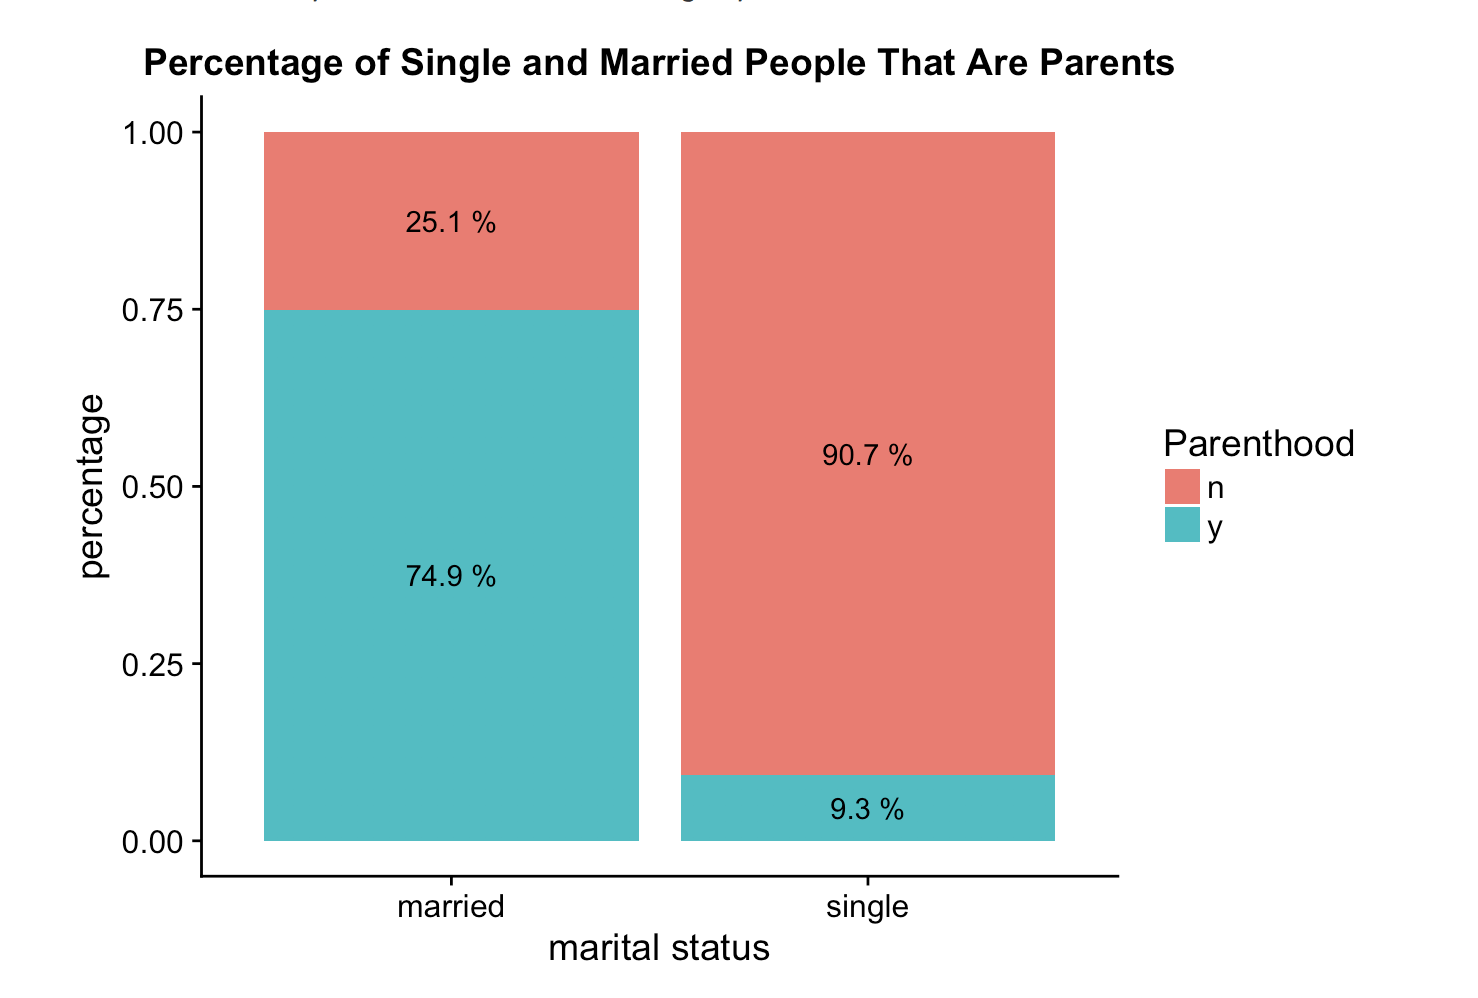 Percentage of Single and Married People That Are Parents
1.00
0.75
0.50
0.25
0.00
percentage
25.1 %
74.9 %
90.7 %
9.3 %
married
single
marital status
Parenthood
n
y